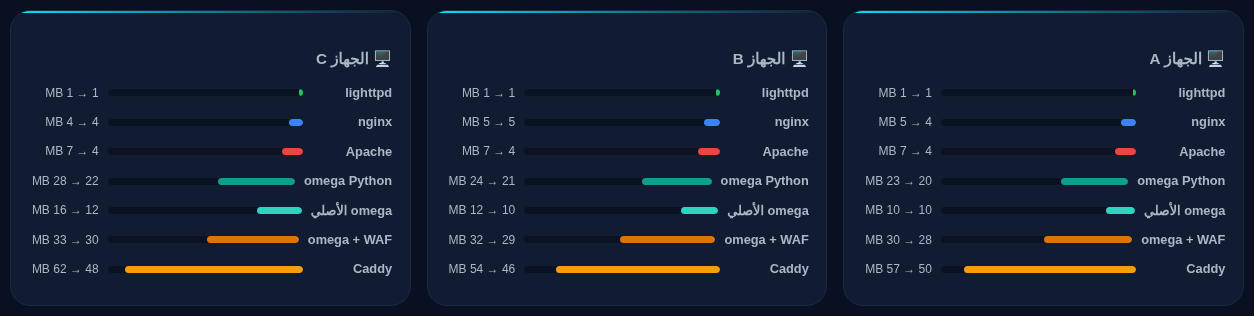 🖥️ الجهاز A
lighttpd MB 1 → 1
nginx MB 5 → 4
Apache MB 7 → 4
omega Python MB 23 → 20
omega الأصلي MB 10 → 10
omega + WAF MB 30 → 28
Caddy MB 57 → 50
🖥️ الجهاز B
lighttpd MB 1 → 1
nginx MB 5 → 5
Apache MB 7 → 4
omega Python MB 24 → 21
omega الأصلي MB 12 → 10
omega + WAF MB 32 → 29
Caddy MB 54 → 46
🖥️ الجهاز C
lighttpd MB 1 → 1
nginx MB 4 → 4
Apache MB 7 → 4
omega Python MB 28 → 22
omega الأصلي MB 16 → 12
omega + WAF MB 33 → 30
Caddy MB 62 → 48